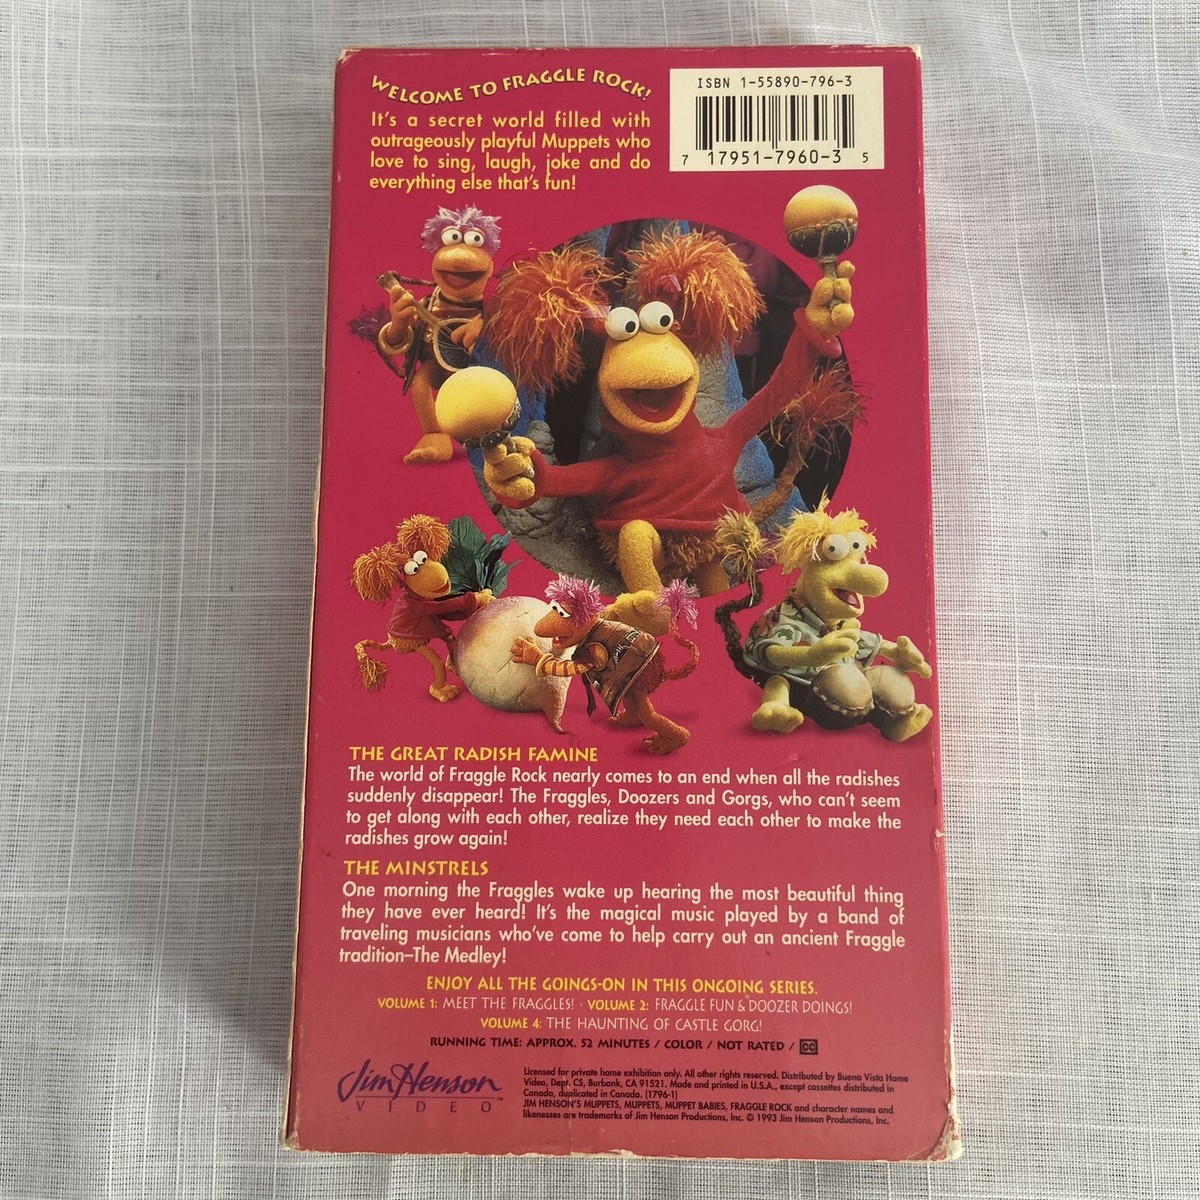 WELCOME TO FRAGGLE ROCK!
It's a secret world filled with
outrageously playful Muppets who
love to sing, laugh, joke and do
everything else that's fun!
ISBN 1-55890-796-3
7 17951-7960-3 5
THE GREAT RADISH FAMINE
The world of Fraggle Rock nearly comes to an end when all the radishes
suddenly disappear! The Fraggles, Doozers and Gorgs, who can't seem
to get along with each other, realize they need each other to make the
radishes grow again!
THE MINSTRELS
One morning the Fraggles wake up hearing the most beautiful thing
they have ever heard! It's the magical music played by a band of
traveling musicians who've come to help carry out an ancient Fraggle
tradition–The Medley!
ENJOY ALL THE GOINGS-ON IN THIS ONGOING SERIES.
VOLUME 1: MEET THE FRAGGLES! · VOLUME 2: FRAGGLE FUN & DOOZER DOINGS!
VOLUME 4: THE HAUNTING OF CASTLE GORG!
RUNNING TIME: APPROX. 52 MINUTES / COLOR / NOT RATED / CC
Jim Henson
VIDEO™
Licensed for private home exhibition only. All other rights reserved. Distributed by Buena Vista Home
Video, Dept. CS, Burbank, CA 91521. Made and printed in U.S.A., except cassettes distributed in
Canada, duplicated in Canada. (1796-1)
JIM HENSON'S MUPPETS, MUPPETS, MUPPET BABIES, FRAGGLE ROCK and character names and
likenesses are trademarks of Jim Henson Productions, Inc. © 1993 Jim Henson Productions, Inc.